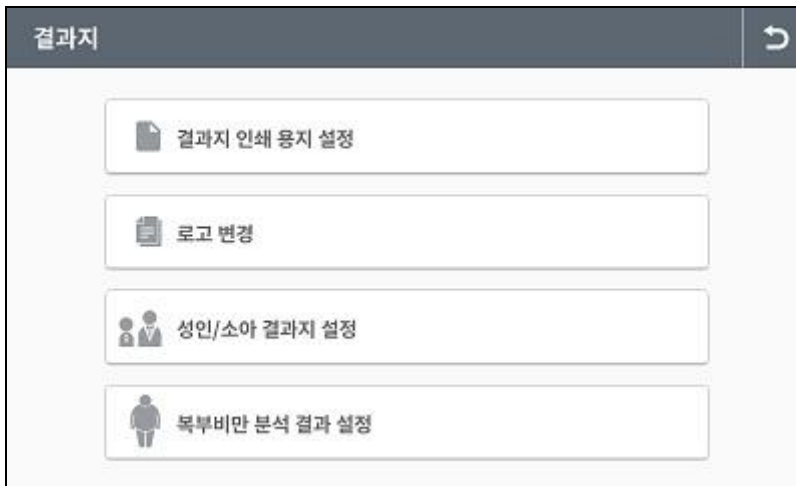 결과지
결과지 인쇄 용지 설정
로고 변경
성인/소아 결과지 설정
복부비만 분석 결과 설정